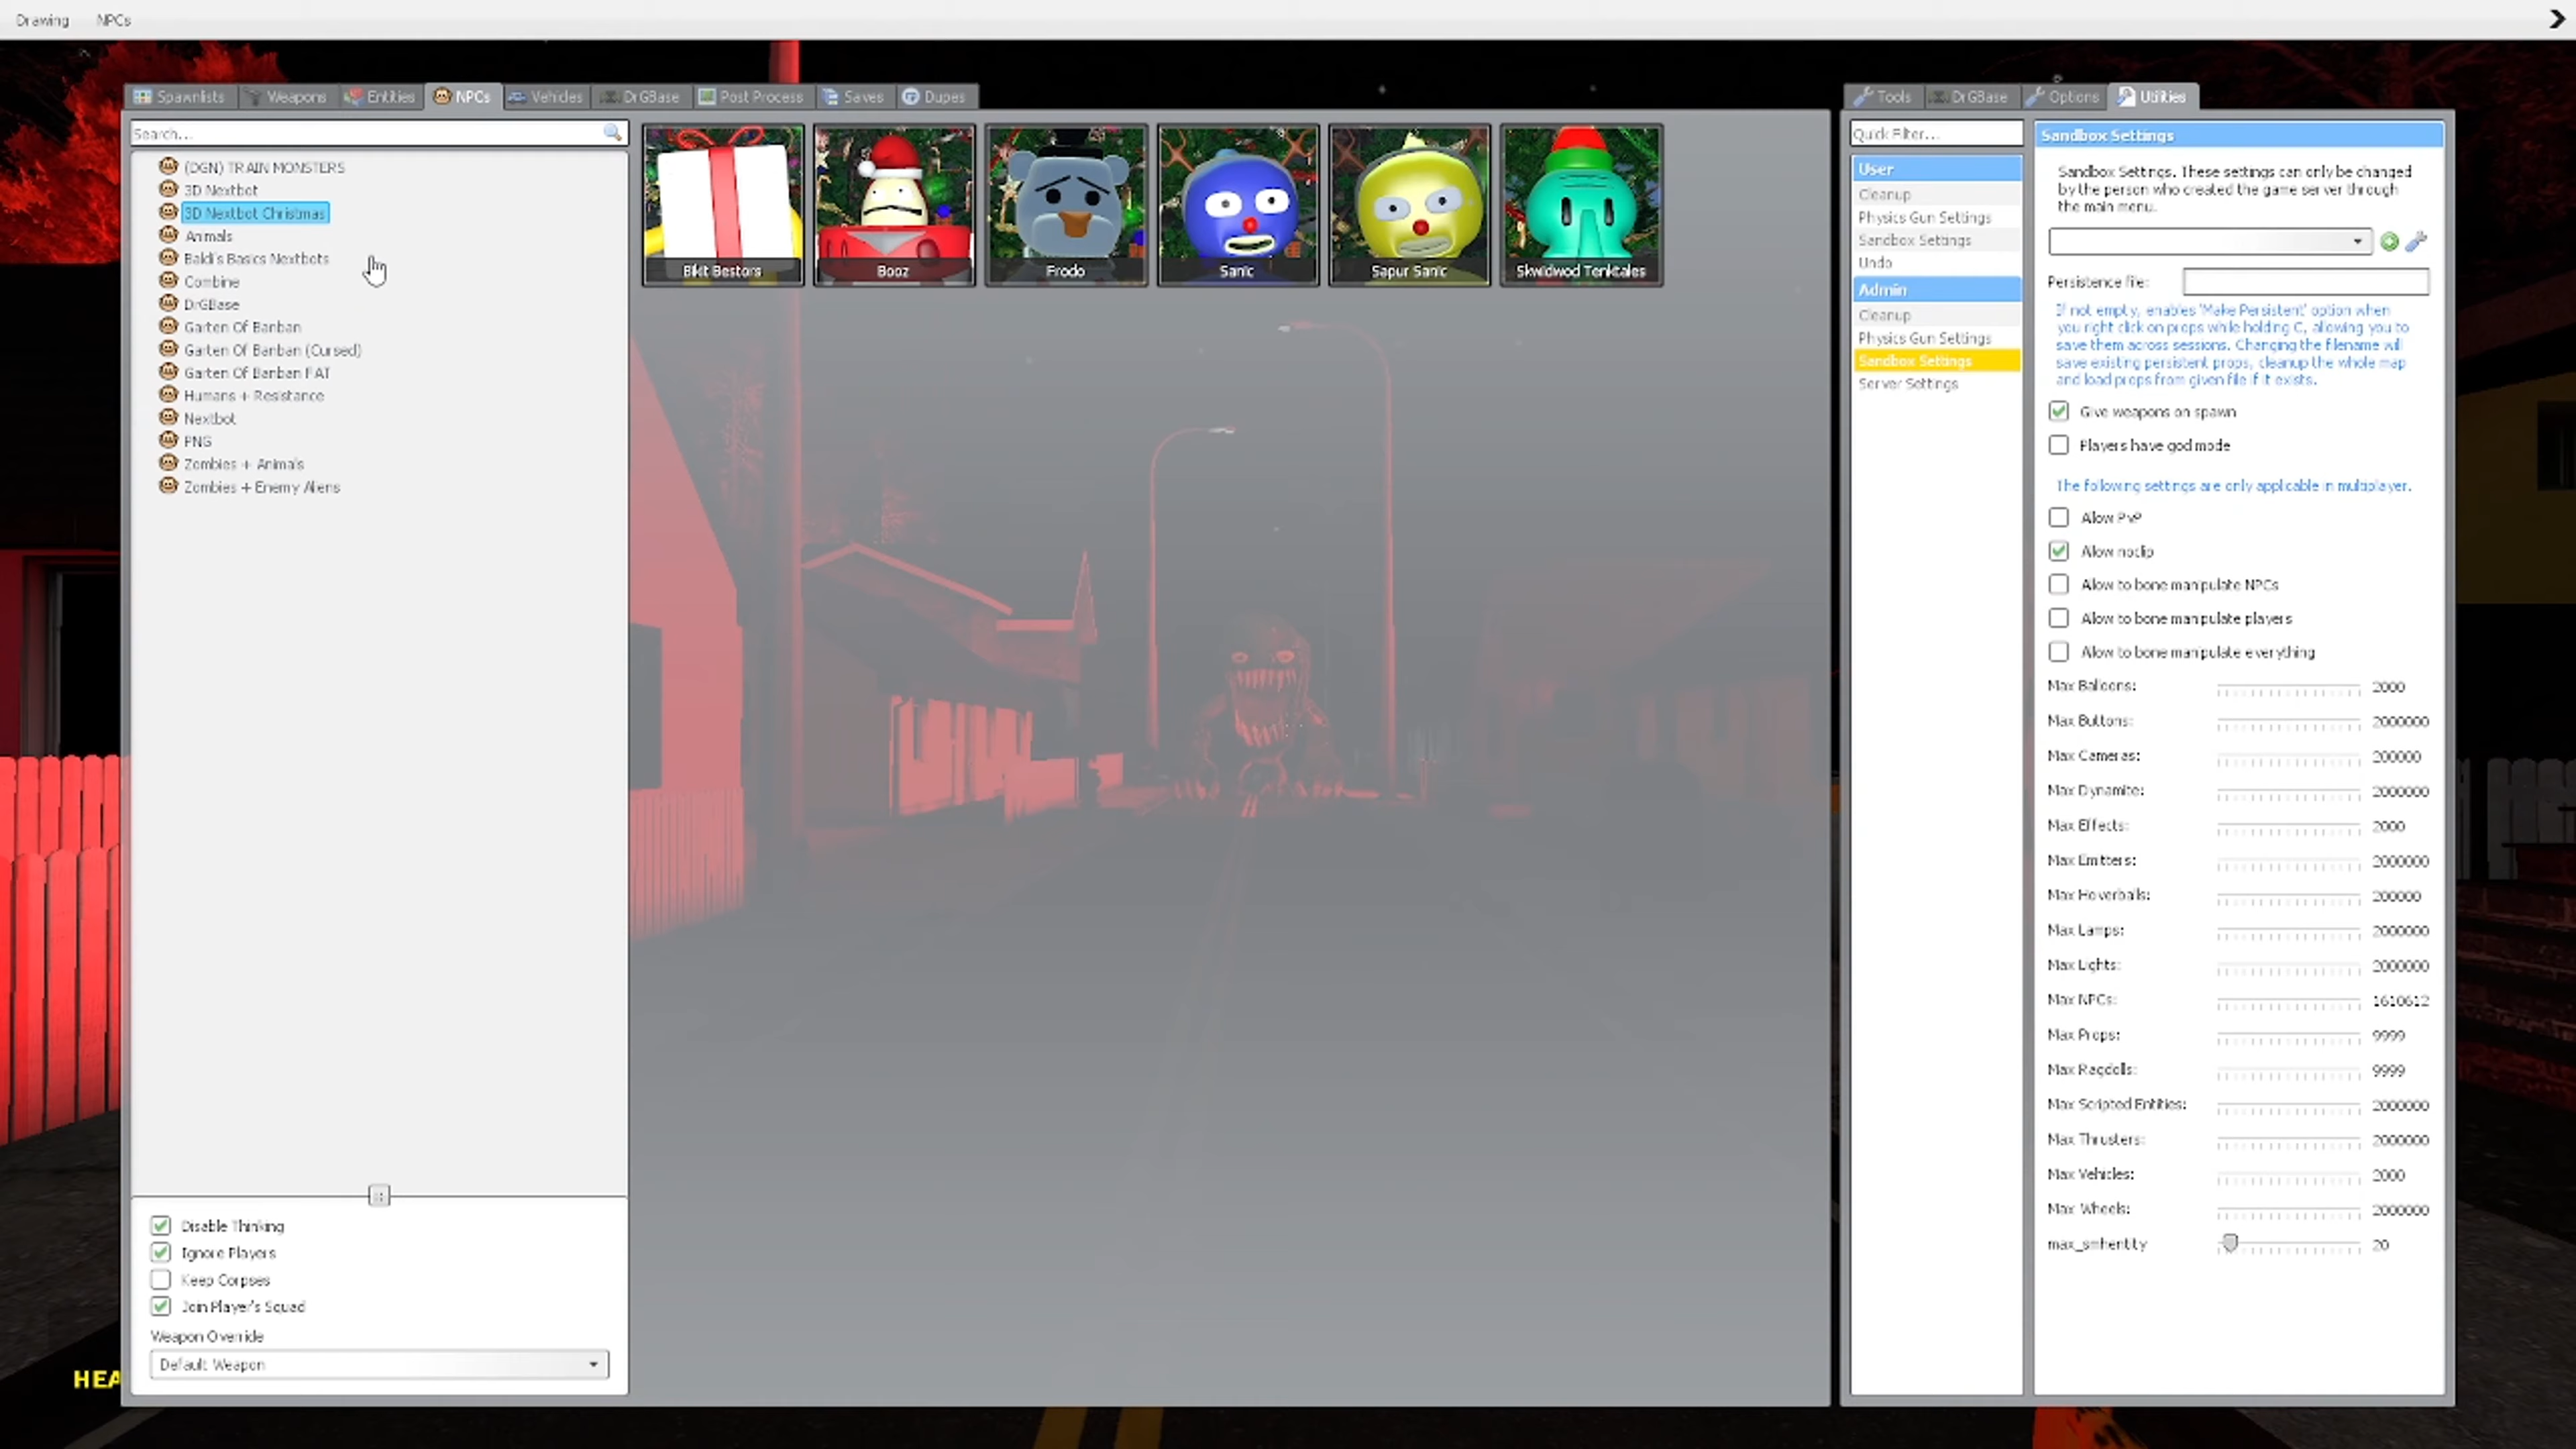 Drawing NPCs
Spawnlists Weapons Entities NPCs Vehicles DrGBase Post Process Saves Dupes
Search...
(DGN) TRAIN MONSTERS
3D Nextbot
3D Nextbot Christmas
Animals
Baldi's Basics Nextbots
Combine
DrGBase
Garten Of Banban
Garten Of Banban (Cursed)
Garten Of Banban FAT
Humans + Resistance
Nextbot
PNG
Zombies + Animals
Zombies + Enemy Aliens
Disable Thinking
Ignore Players
Keep Corpses
Join Player's Squad
Weapon Override
Default Weapon
HEA
Bikit Bestors
Booz
Frodo
Sanic
Sapur Sanic
Skwidwod Tenktales
Tools DrGBase Options Utilities
Quick Filter...
User
Cleanup
Physics Gun Settings
Sandbox Settings
Undo
Admin
Cleanup
Physics Gun Settings
Sandbox Settings
Server Settings
Sandbox Settings
Sandbox Settings. These settings can only be changed
by the person who created the game server through
the main menu.
Persistence file:
If not empty, enables 'Make Persistent' option when
you right click on props while holding C, allowing you to
save them across sessions. Changing the filename will
save existing persistent props, cleanup the whole map
and load props from given file if it exists.
Give weapons on spawn
Players have god mode
The following settings are only applicable in multiplayer.
Allow PvP
Allow noclip
Allow to bone manipulate NPCs
Allow to bone manipulate players
Allow to bone manipulate everything
Max Balloons: 2000
Max Buttons: 2000000
Max Cameras: 200000
Max Dynamite: 2000000
Max Effects: 2000
Max Emitters: 2000000
Max Hoverballs: 200000
Max Lamps: 2000000
Max Lights: 2000000
Max NPCs: 1610612
Max Props: 9999
Max Ragdolls: 9999
Max Scripted Entities: 2000000
Max Thrusters: 2000000
Max Vehicles: 2000
Max Wheels: 2000000
max_smhentity 20